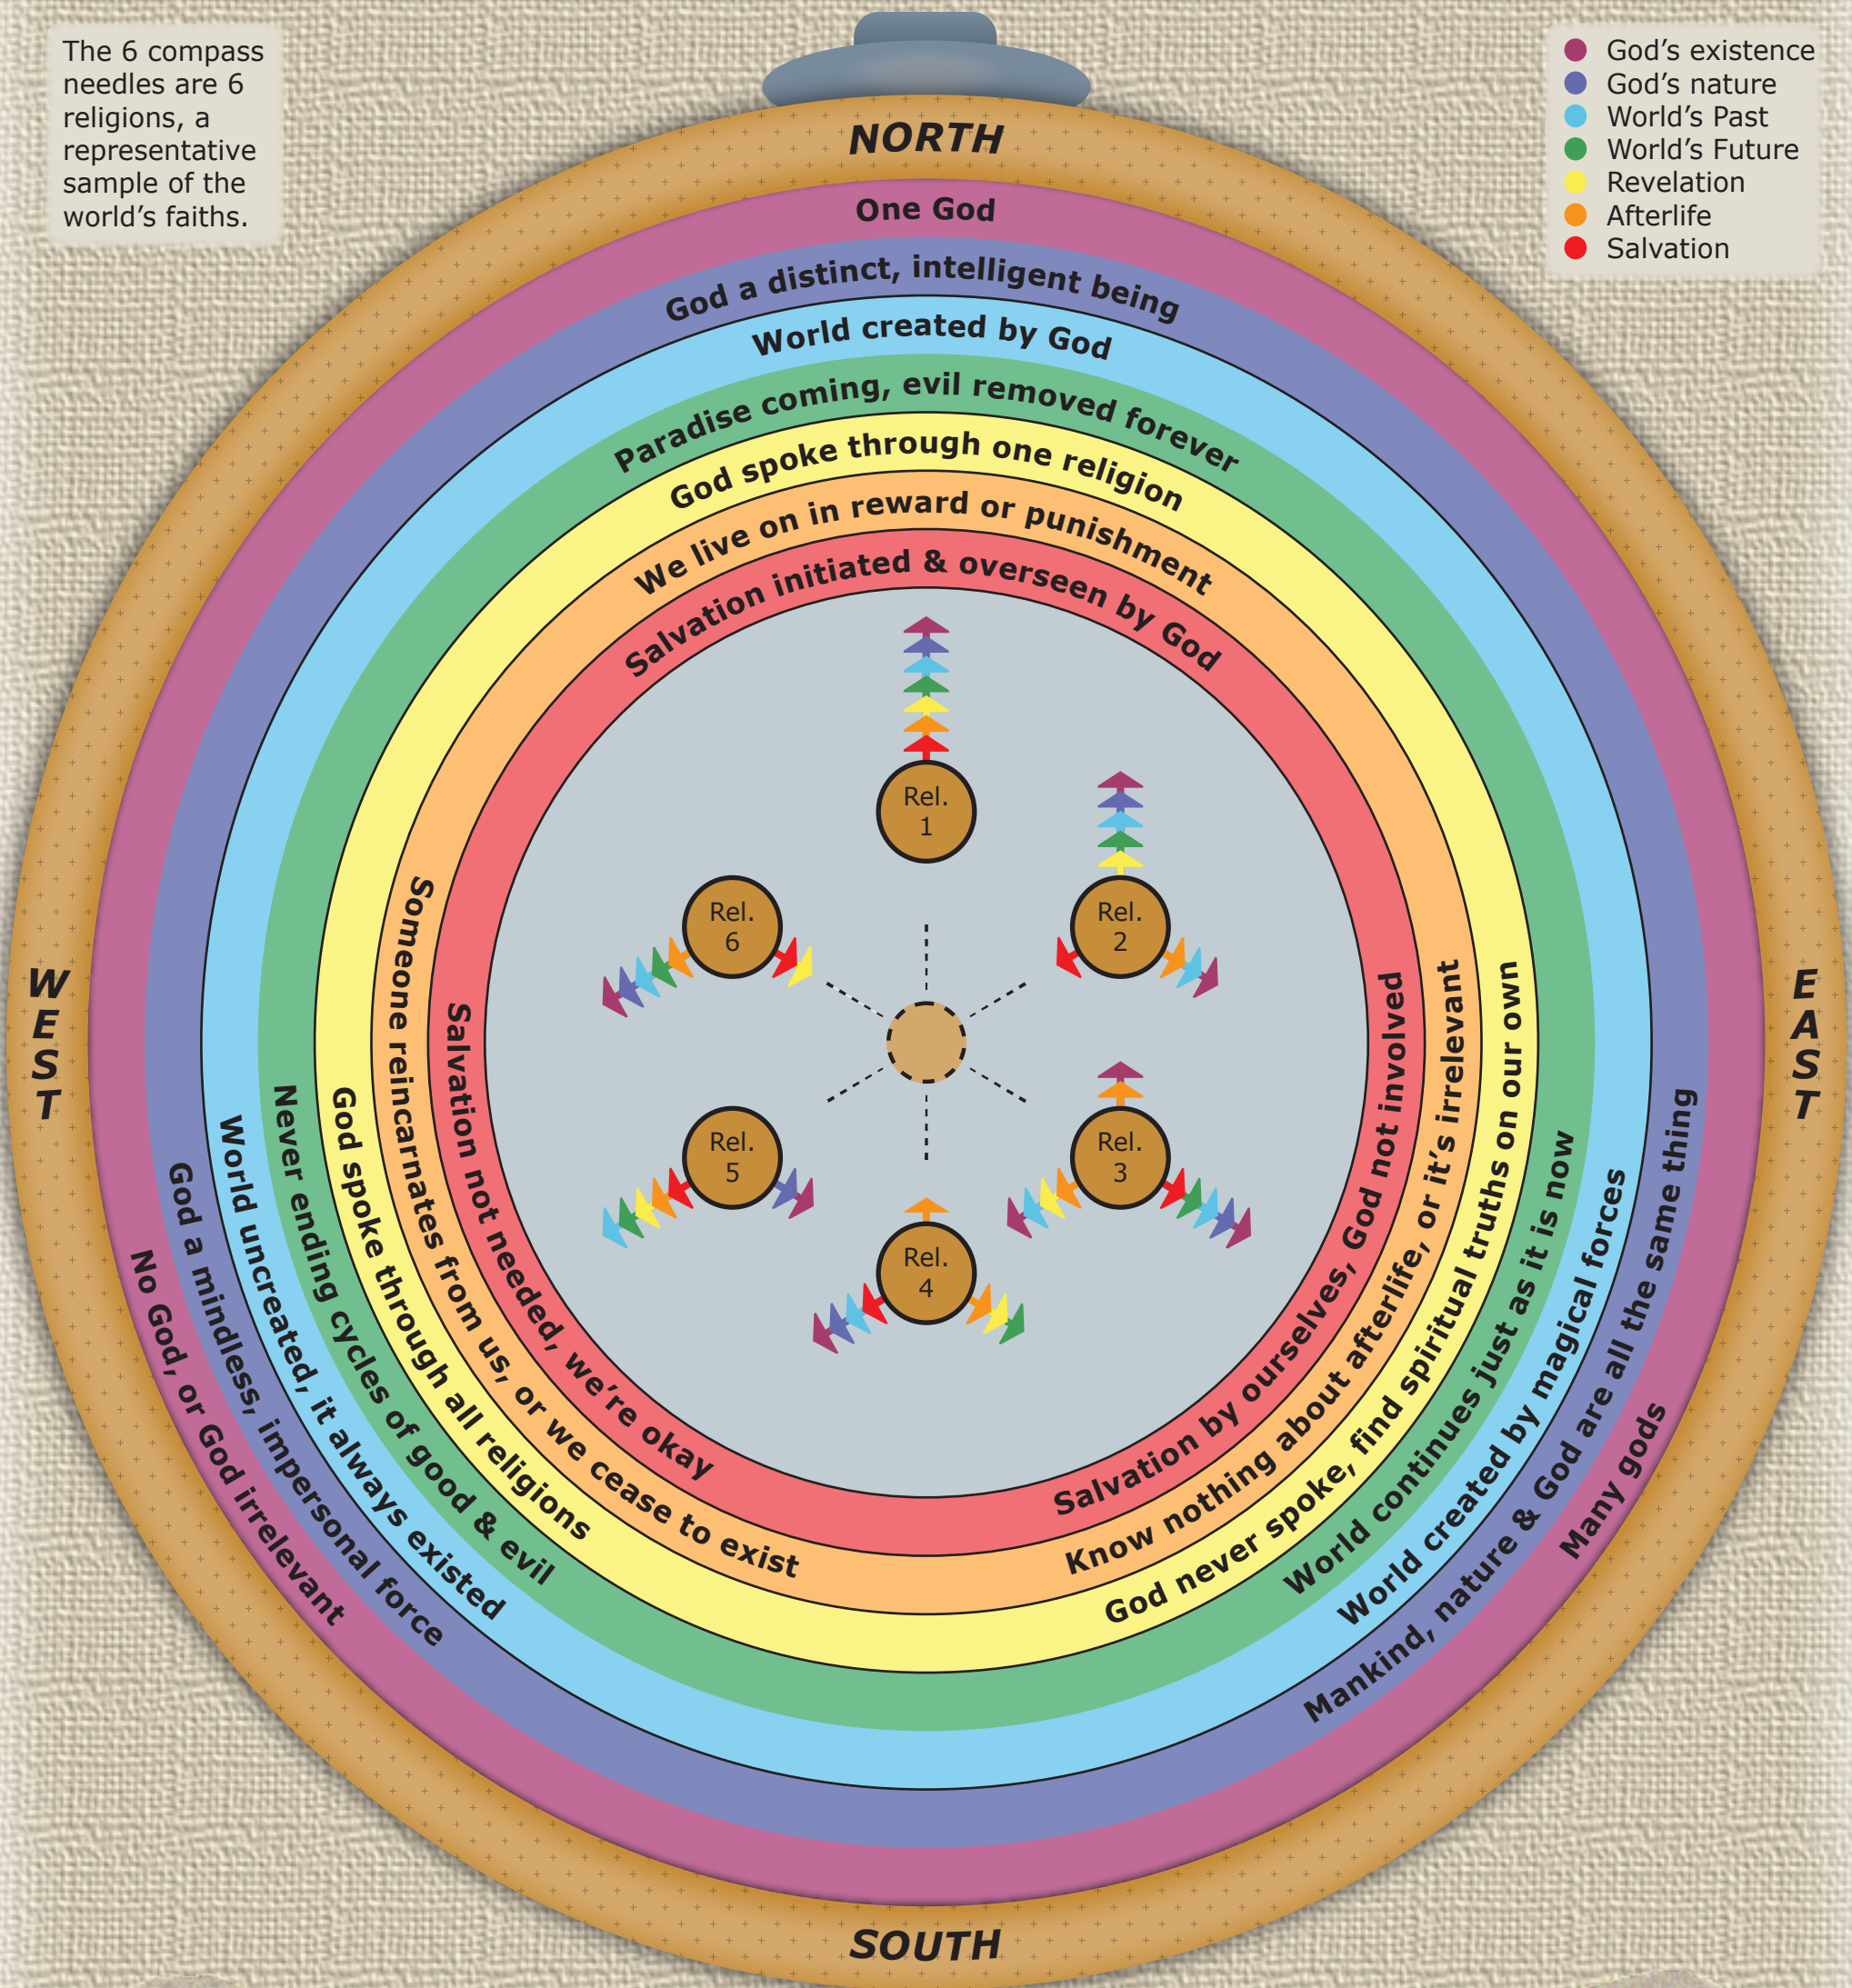 The 6 compass
needles are 6
religions, a
representative
sample of the
world’s faiths.
God’s existence
God’s nature
World’s Past
World’s Future
Revelation
Afterlife
Salvation
NORTH
One God
God a distinct, intelligent being
World created by God
Paradise coming, evil removed forever
God spoke through one religion
We live on in reward or punishment
Salvation initiated & overseen by God
Rel.
1
Rel.
2
Rel.
3
Rel.
4
Rel.
5
Rel.
6
WEST
No God, or God irrelevant
God a mindless, impersonal force
World uncreated, it always existed
Never ending cycles of good & evil
God spoke through all religions
Someone reincarnates from us, or we cease to exist
Salvation not needed, we’re okay
EAST
Salvation by ourselves, God not involved
Know nothing about afterlife, or it’s irrelevant
God never spoke, find spiritual truths on our own
World continues just as it is now
World created by magical forces
Mankind, nature & God are all the same thing
Many gods
SOUTH